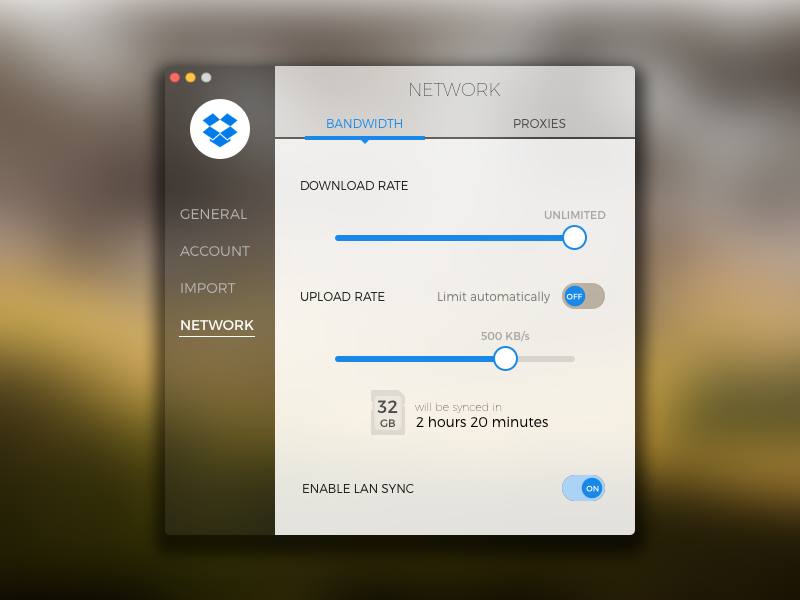 NETWORK
BANDWIDTH PROXIES
GENERAL
ACCOUNT
IMPORT
NETWORK
DOWNLOAD RATE
UNLIMITED
UPLOAD RATE Limit automatically OFF
500 KB/s
32
GB
will be synced in
2 hours 20 minutes
ENABLE LAN SYNC ON